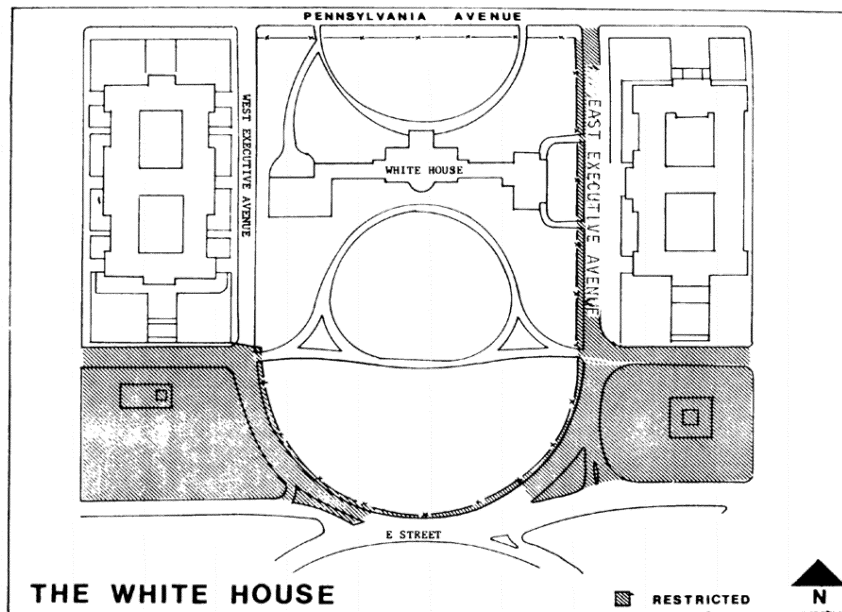 PENNSYLVANIA AVENUE
WEST EXECUTIVE AVENUE
WHITE HOUSE
EAST EXECUTIVE AVENUE
E STREET
THE WHITE HOUSE
RESTRICTED
N